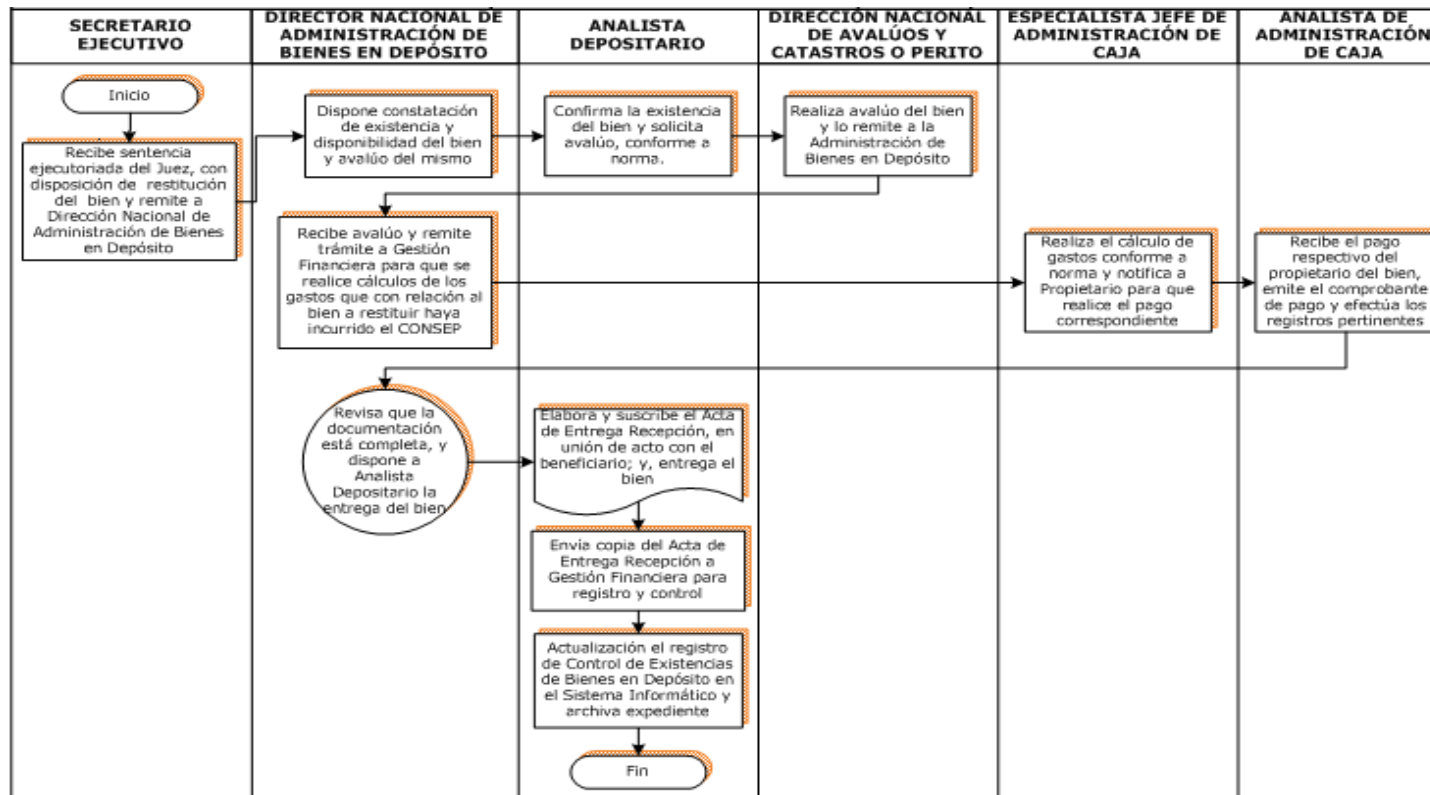 SECRETARIO
EJECUTIVO
DIRECTOR NACIONAL DE
ADMINISTRACIÓN DE
BIENES EN DEPÓSITO
ANALISTA
DEPOSITARIO
DIRECCIÓN NACIONAL
DE AVALÚOS Y
CATASTROS O PERITO
ESPECIALISTA JEFE DE
ADMINISTRACIÓN DE
CAJA
ANALISTA DE
ADMINISTRACIÓN
DE CAJA
Inicio
Recibe sentencia
ejecutoriada del Juez, con
disposición de restitución
del bien y remite a
Dirección Nacional de
Administración de Bienes
en Depósito
Dispone constatación
de existencia y
disponibilidad del bien
y avalúo del mismo
Confirma la existencia
del bien y solicita
avalúo, conforme a
norma.
Realiza avalúo del bien
y lo remite a la
Administración de
Bienes en Depósito
Recibe avalúo y remite
trámite a Gestión
Financiera para que se
realice cálculos de los
gastos que con relación al
bien a restituir haya
incurrido el CONSEP
Realiza el cálculo de
gastos conforme a
norma y notifica a
Propietario para que
realice el pago
correspondiente
Recibe el pago
respectivo del
propietario del bien,
emite el comprobante
de pago y efectúa los
registros pertinentes
Revisa que la
documentación
está completa, y
dispone a
Analista
Depositario la
entrega del bien
Elabora y suscribe el Acta
de Entrega Recepción, en
unión de acto con el
beneficiario; y, entrega el
bien
Envía copia del Acta de
Entrega Recepción a
Gestión Financiera para
registro y control
Actualización el registro
de Control de Existencias
de Bienes en Depósito en
el Sistema Informático y
archiva expediente
Fin